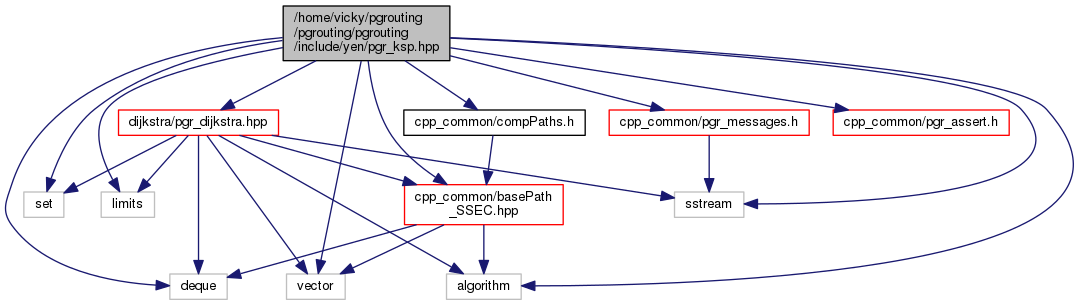 /home/vicky/pgrouting
/pgrouting/pgrouting
/include/yen/pgr_ksp.hpp
dijkstra/pgr_dijkstra.hpp
cpp_common/compPaths.h
cpp_common/pgr_messages.h
cpp_common/pgr_assert.h
set
limits
cpp_common/basePath
_SSEC.hpp
sstream
deque
vector
algorithm